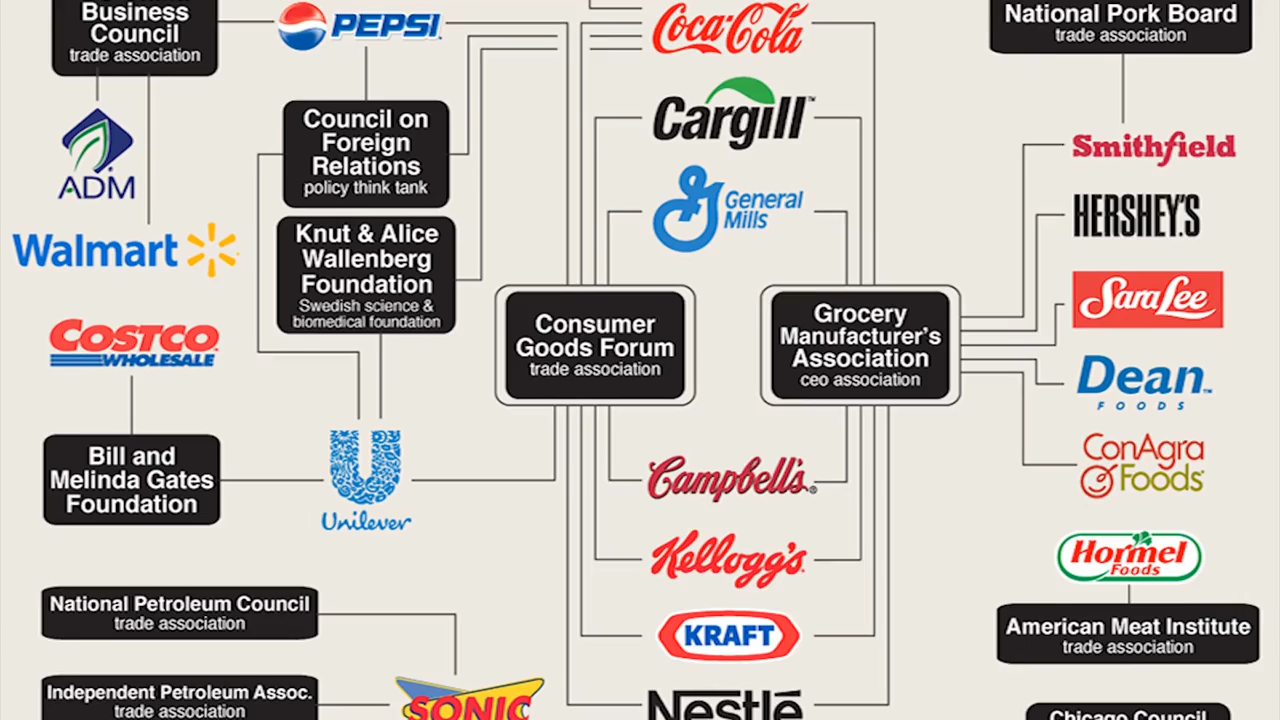 Business
Council
trade association
PEPSI
Coca-Cola
National Pork Board
trade association
Cargill™
Council on
Foreign
Relations
policy think tank
ADM
Smithfield
General
Mills
HERSHEY'S
Walmart
Knut & Alice
Wallenberg
Foundation
Swedish science &
biomedical foundation
Sara Lee
COSTCO
WHOLESALE
Consumer
Goods Forum
trade association
Grocery
Manufacturer's
Association
ceo association
Dean™
FOODS
Bill and
Melinda Gates
Foundation
Unilever
Campbell's®
ConAgra
Foods
Kellogg's
Hormel
Foods
National Petroleum Council
trade association
KRAFT
American Meat Institute
trade association
Independent Petroleum Assoc.
trade association
SONIC
Nestlé
Chicago Council